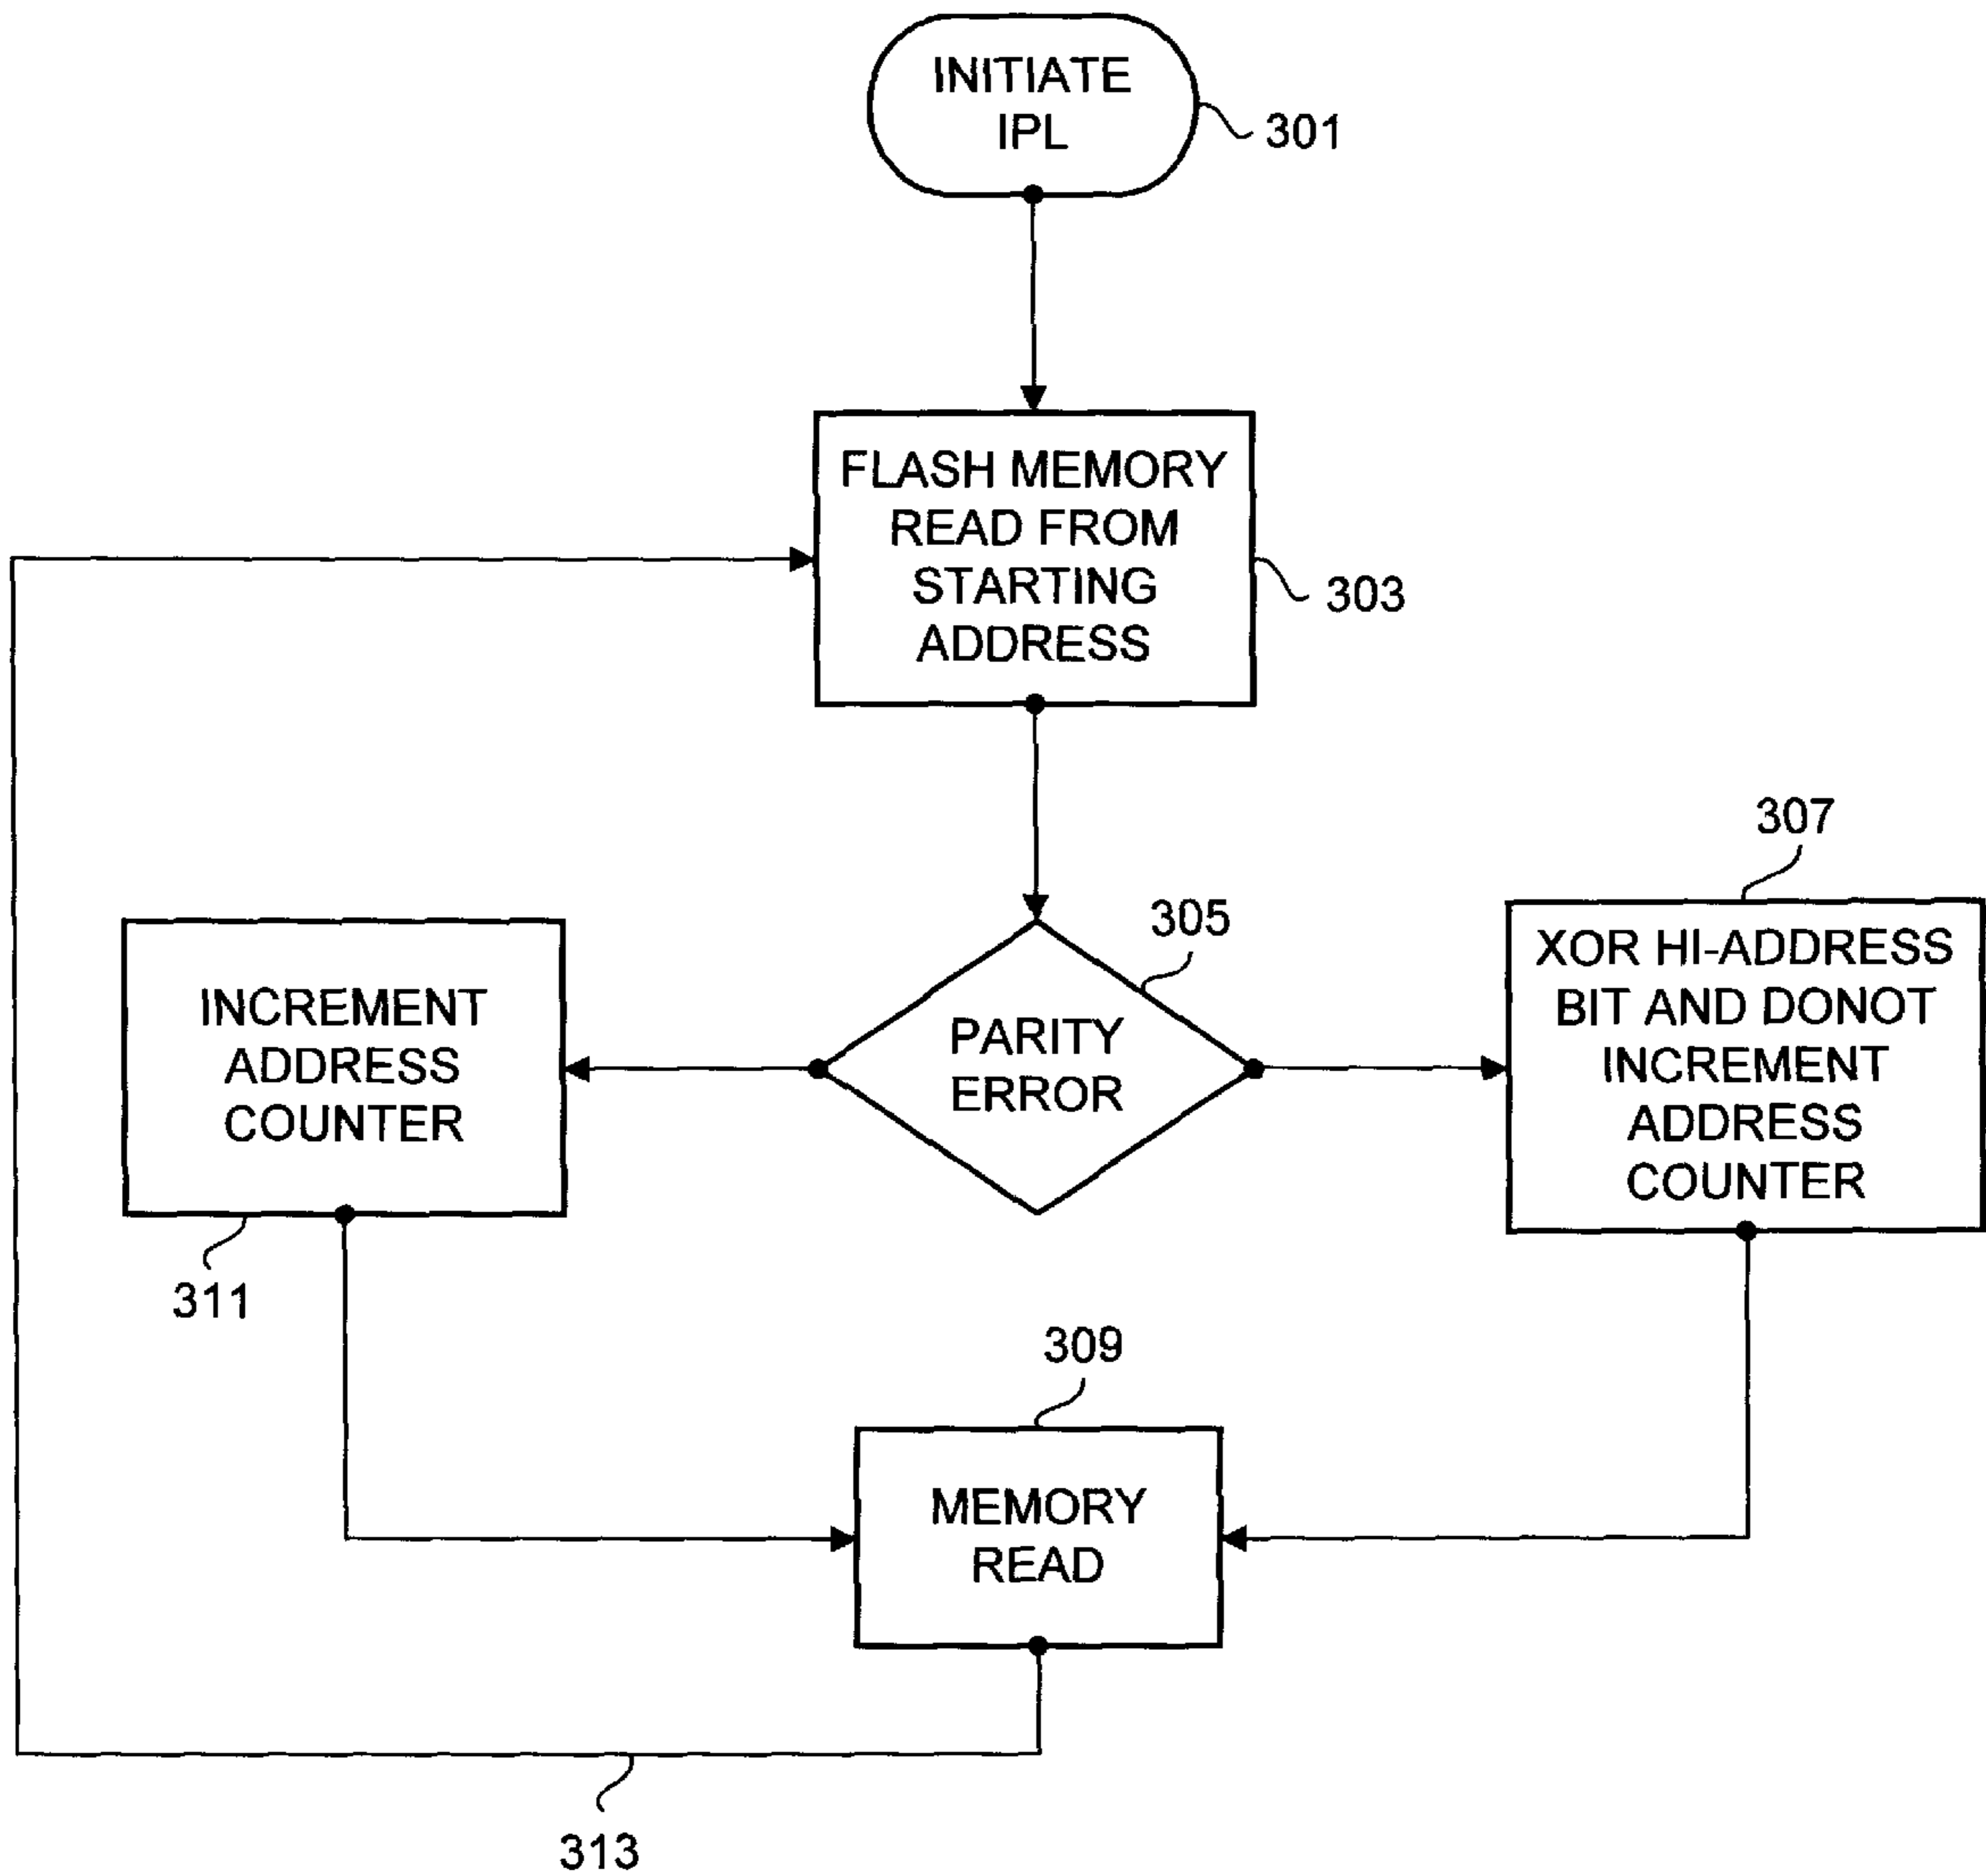 INITIATE
IPL
301
FLASH MEMORY
READ FROM
STARTING
ADDRESS
303
307
305
INCREMENT
ADDRESS
COUNTER
PARITY
ERROR
XOR HI-ADDRESS
BIT AND DONOT
INCREMENT
ADDRESS
COUNTER
311
309
MEMORY
READ
313